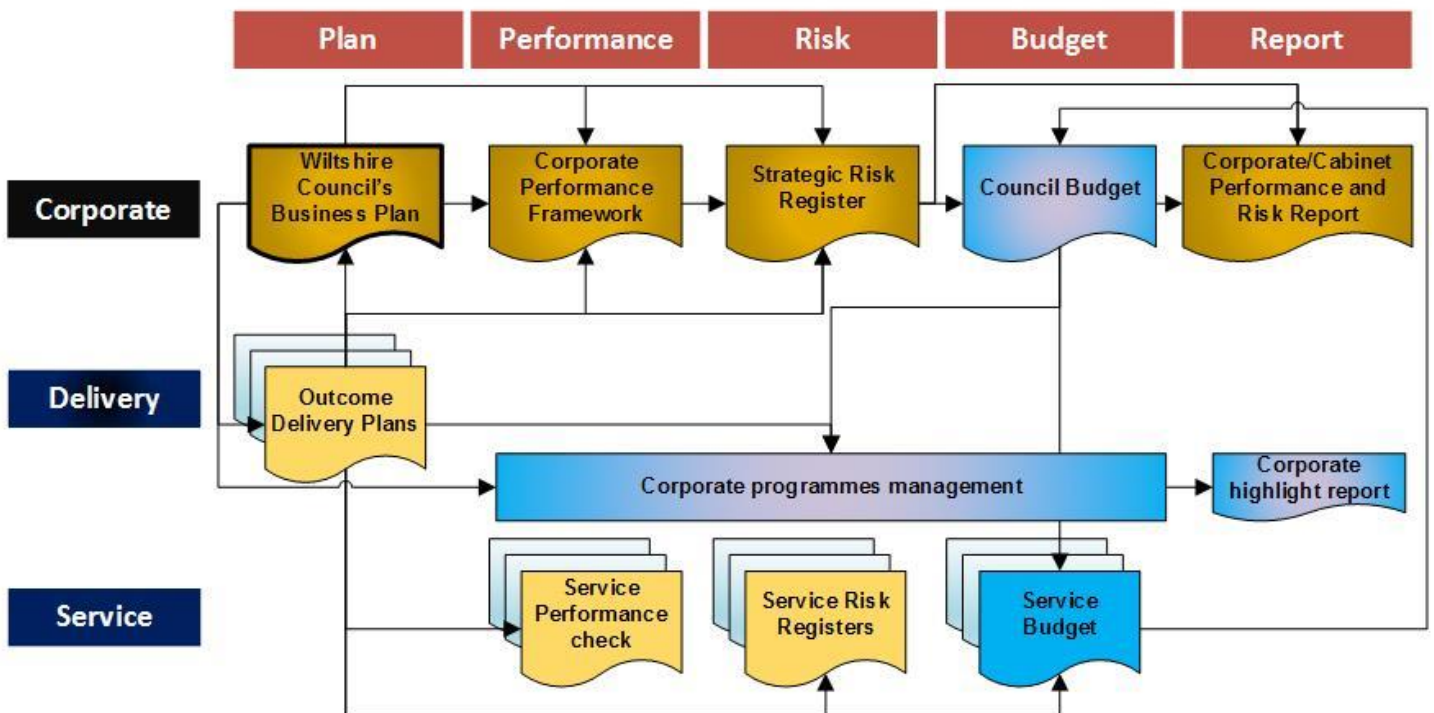 Plan
Performance
Risk
Budget
Report
Corporate
Wiltshire
Council's
Business Plan
Corporate
Performance
Framework
Strategic Risk
Register
Council Budget
Corporate/Cabinet
Performance and
Risk Report
Delivery
Outcome
Delivery Plans
Corporate programmes management
Corporate
highlight report
Service
Service
Performance
check
Service Risk
Registers
Service
Budget